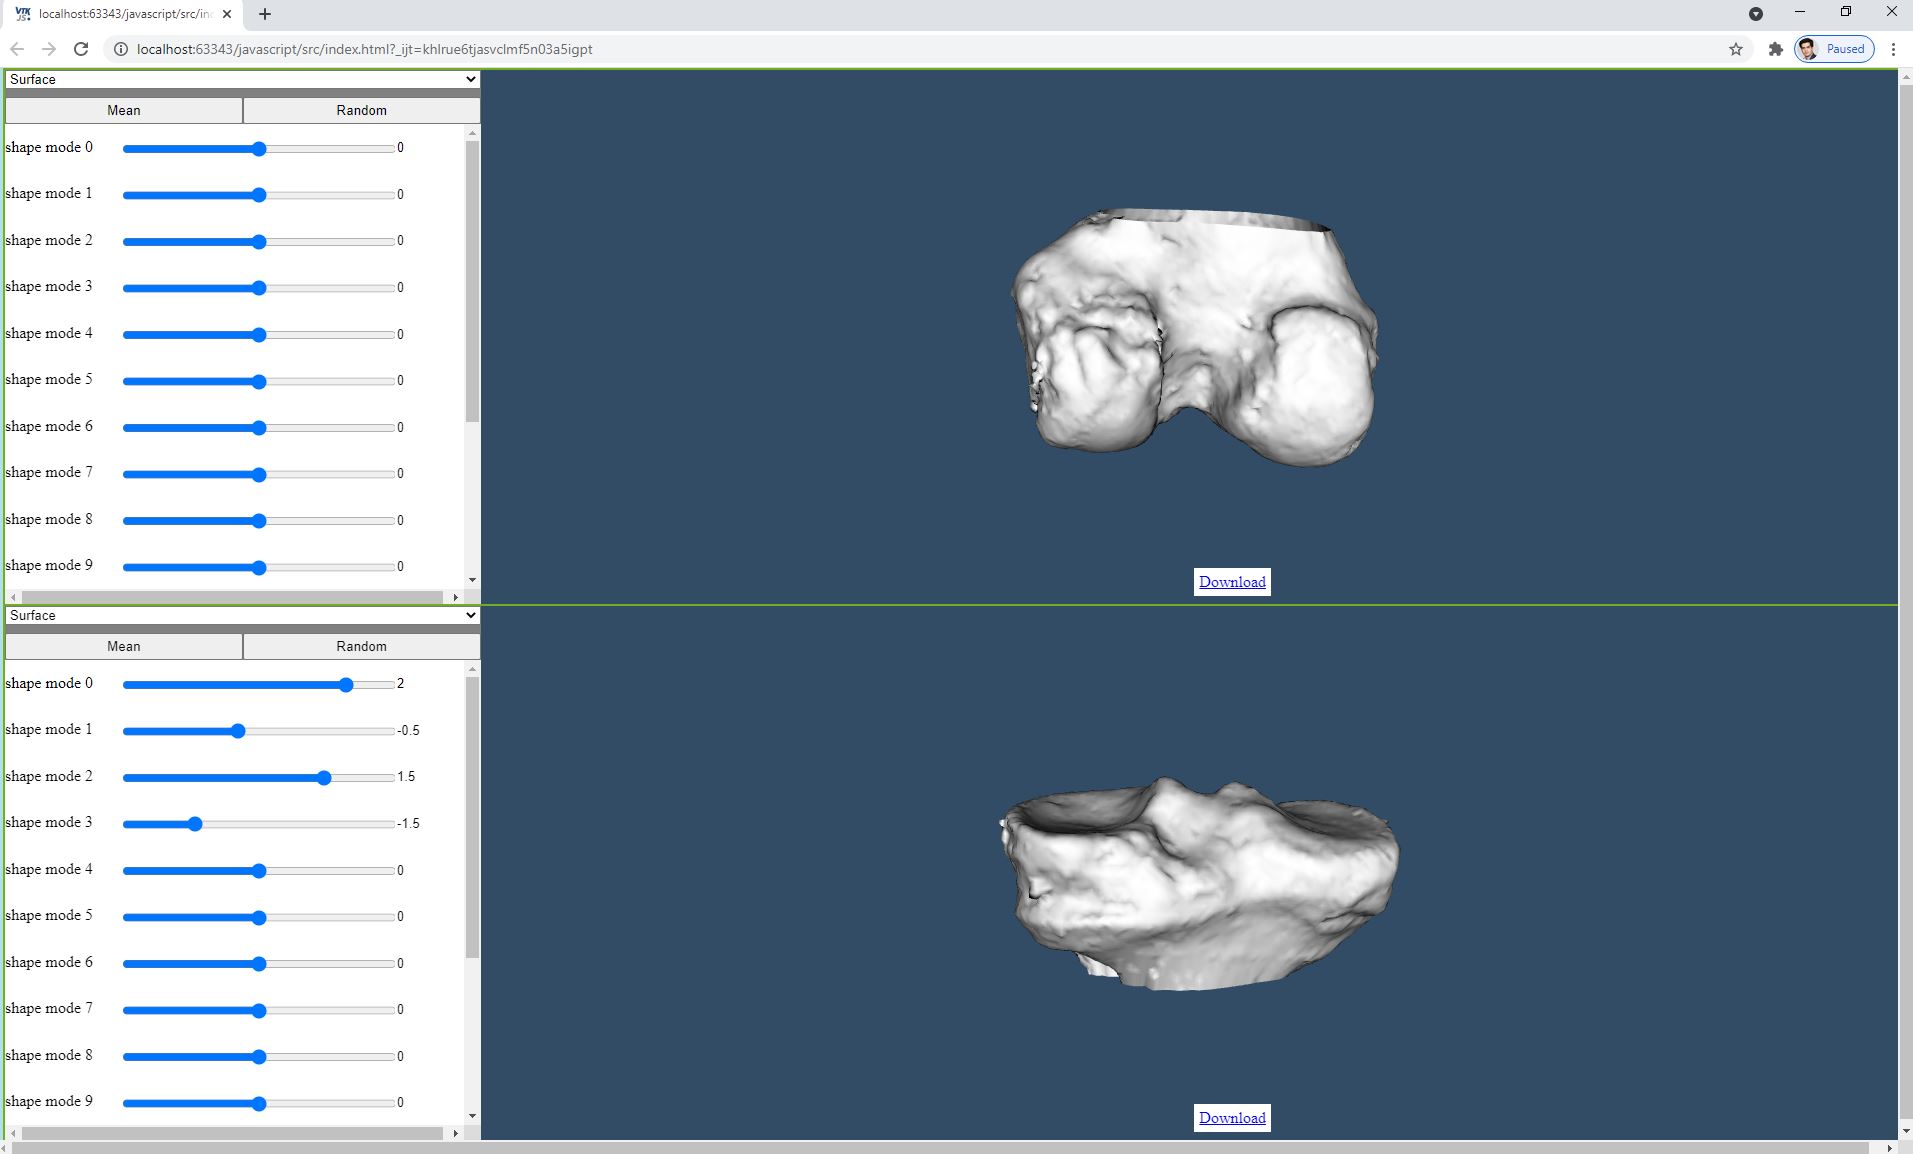 VTK JS localhost:63343/javascript/src/inc
localhost:63343/javascript/src/index.html?_ijt=khlrue6tjasvclmf5n03a5igpt Paused
Surface
Mean Random
shape mode 0 0
shape mode 1 0
shape mode 2 0
shape mode 3 0
shape mode 4 0
shape mode 5 0
shape mode 6 0
shape mode 7 0
shape mode 8 0
shape mode 9 0
Download
Surface
Mean Random
shape mode 0 2
shape mode 1 -0.5
shape mode 2 1.5
shape mode 3 -1.5
shape mode 4 0
shape mode 5 0
shape mode 6 0
shape mode 7 0
shape mode 8 0
shape mode 9 0
Download